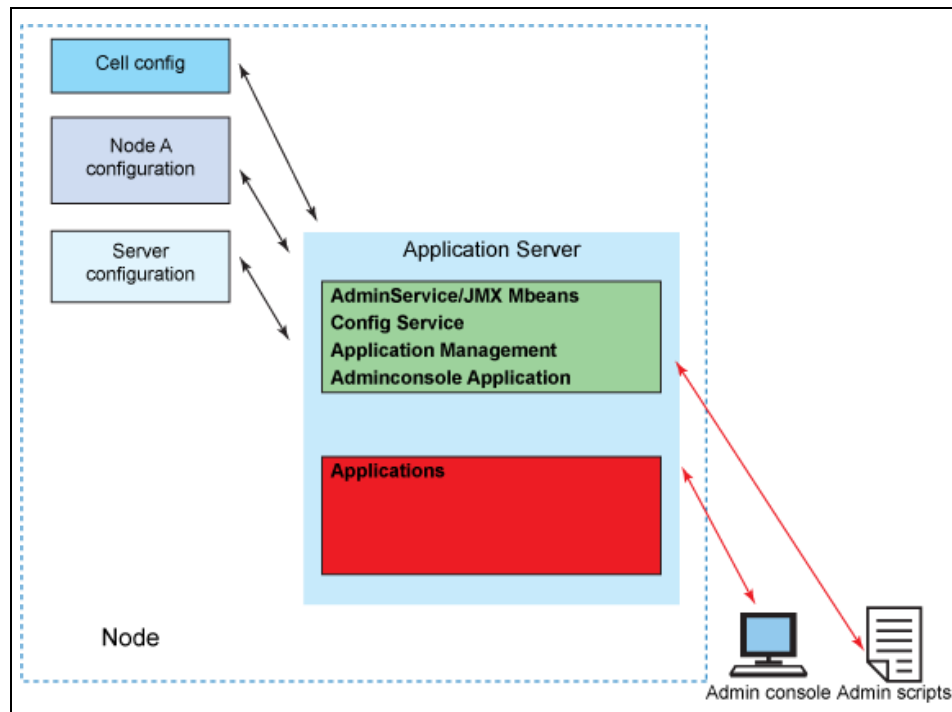 Cell config
Node A
configuration
Server
configuration
Application Server
AdminService/JMX Mbeans
Config Service
Application Management
Adminconsole Application
Applications
Node
Admin console
Admin scripts